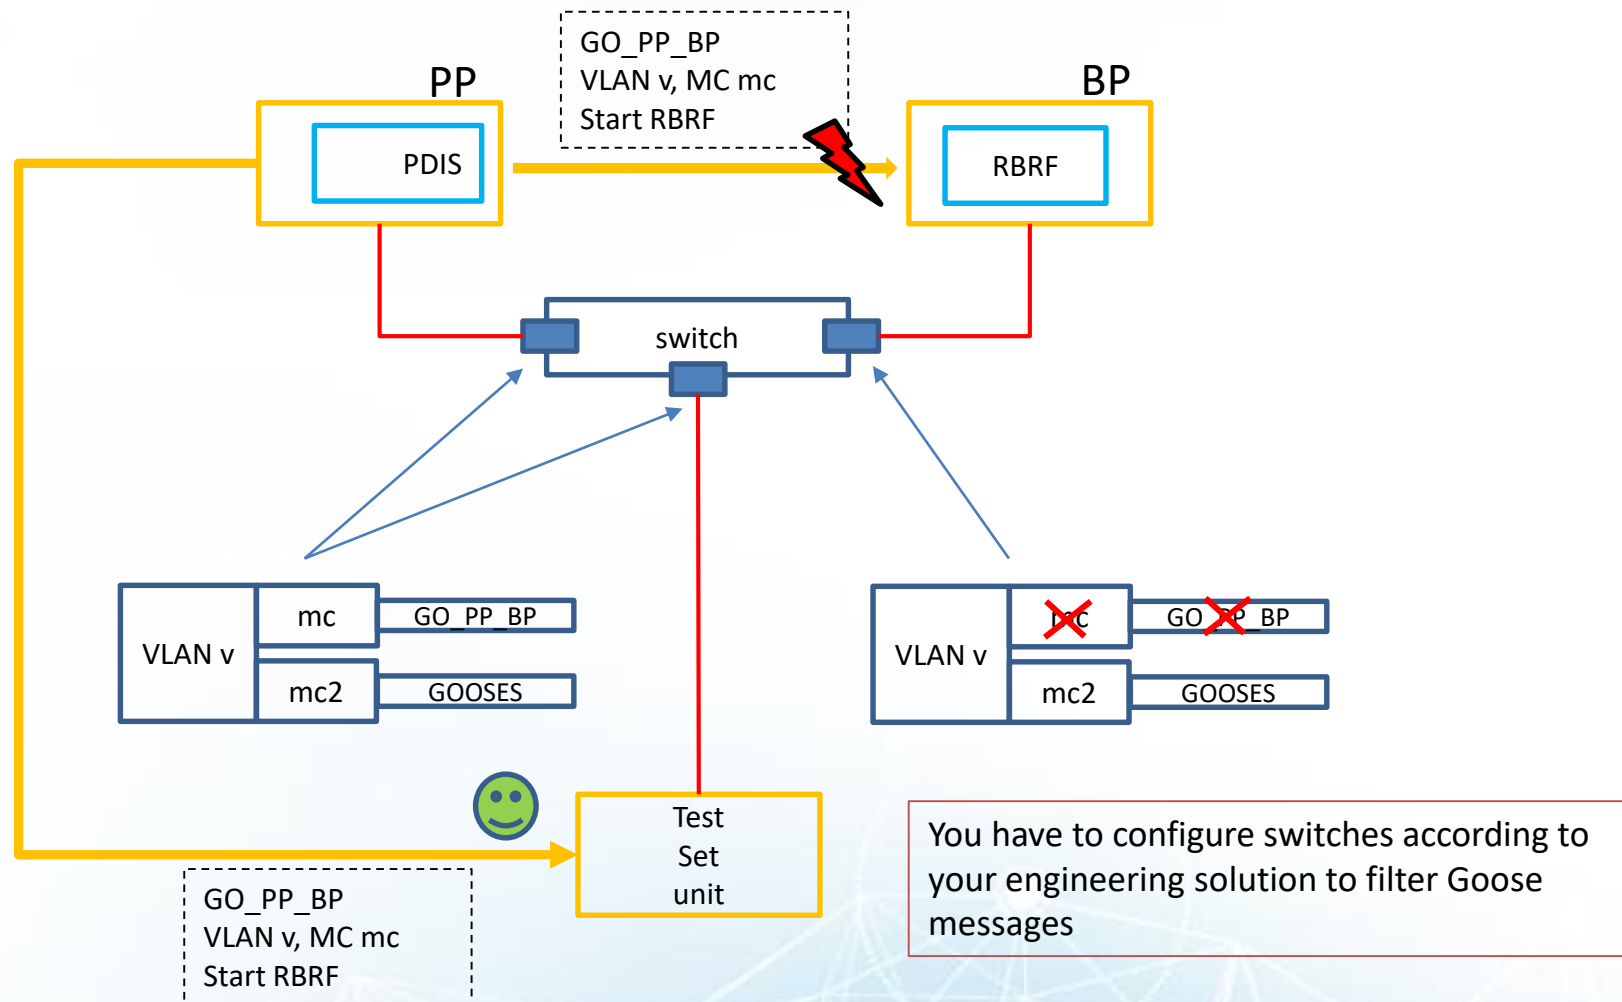 GO_PP_BP
VLAN v, MC mc
Start RBRF
PP
BP
PDIS
RBRF
switch
VLAN v
mc
GO_PP_BP
mc2
GOOSES
VLAN v
mc
GO_PP_BP
mc2
GOOSES
Test
Set
unit
GO_PP_BP
VLAN v, MC mc
Start RBRF
You have to configure switches according to
your engineering solution to filter Goose
messages